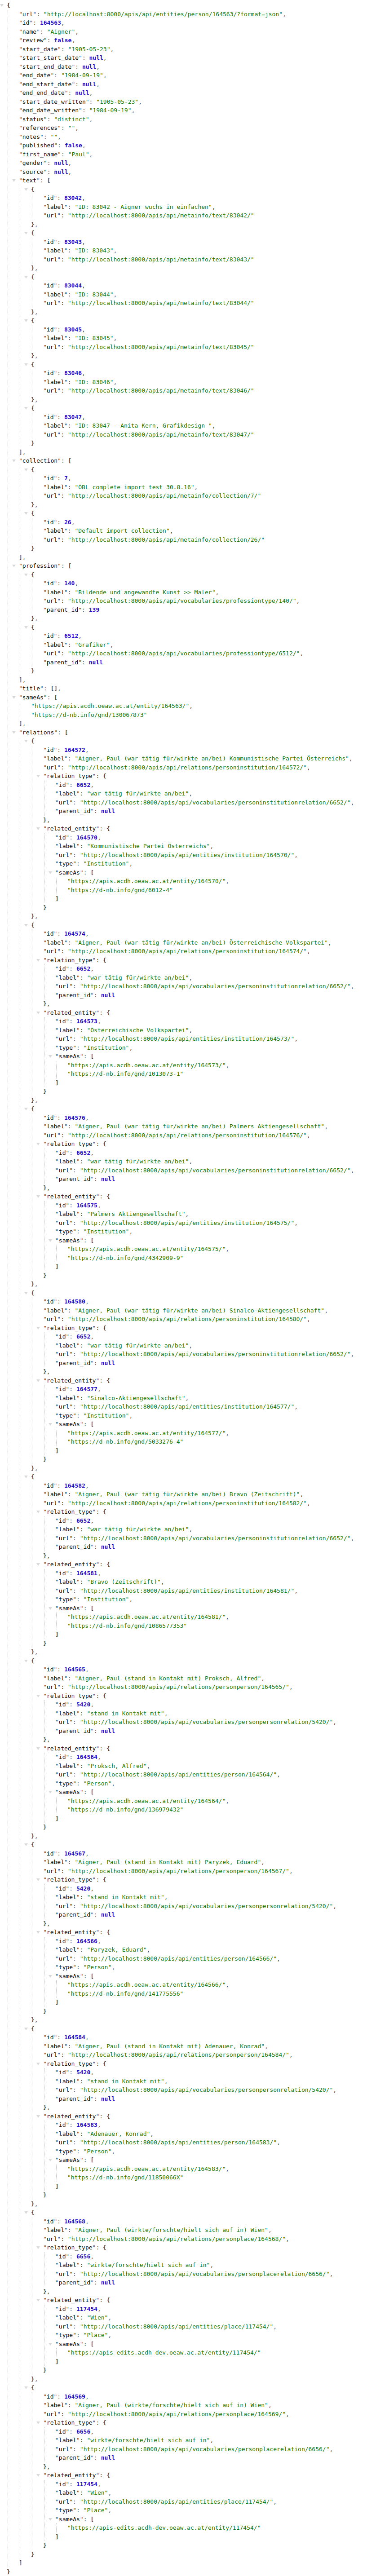 {
"url": "http://localhost:8000/apis/api/entities/person/164563/?format=json",
"id": 164563,
"name": "Aigner",
"review": false,
"start_date": "1905-05-23",
"start_start_date": null,
"start_end_date": null,
"end_date": "1984-09-19",
"end_start_date": null,
"end_end_date": null,
"start_date_written": "1905-05-23",
"end_date_written": "1984-09-19",
"status": "distinct",
"references": "",
"notes": "",
"published": false,
"first_name": "Paul",
"gender": null,
"source": null,
"text": [
{
"id": 83042,
"label": "ID: 83042 - Aigner wuchs in einfachen",
"url": "http://localhost:8000/apis/api/metainfo/text/83042/"
},
{
"id": 83043,
"label": "ID: 83043",
"url": "http://localhost:8000/apis/api/metainfo/text/83043/"
},
{
"id": 83044,
"label": "ID: 83044",
"url": "http://localhost:8000/apis/api/metainfo/text/83044/"
},
{
"id": 83045,
"label": "ID: 83045",
"url": "http://localhost:8000/apis/api/metainfo/text/83045/"
},
{
"id": 83046,
"label": "ID: 83046",
"url": "http://localhost:8000/apis/api/metainfo/text/83046/"
},
{
"id": 83047,
"label": "ID: 83047 - Anita Kern, Grafikdesign ",
"url": "http://localhost:8000/apis/api/metainfo/text/83047/"
}
],
"collection": [
{
"id": 7,
"label": "ÖBL complete import test 30.8.16",
"url": "http://localhost:8000/apis/api/metainfo/collection/7/"
},
{
"id": 26,
"label": "Default import collection",
"url": "http://localhost:8000/apis/api/metainfo/collection/26/"
}
],
"profession": [
{
"id": 140,
"label": "Bildende und angewandte Kunst >> Maler",
"url": "http://localhost:8000/apis/api/vocabularies/professiontype/140/",
"parent_id": 139
},
{
"id": 6512,
"label": "Grafiker",
"url": "http://localhost:8000/apis/api/vocabularies/professiontype/6512/",
"parent_id": null
}
],
"title": [],
"sameAs": [
"https://apis.acdh.oeaw.ac.at/entity/164563/",
"https://d-nb.info/gnd/130067873"
],
"relations": [
{
"id": 164572,
"label": "Aigner, Paul (war tätig für/wirkte an/bei) Kommunistische Partei Österreichs",
"url": "http://localhost:8000/apis/api/relations/personinstitution/164572/",
"relation_type": {
"id": 6652,
"label": "war tätig für/wirkte an/bei",
"url": "http://localhost:8000/apis/api/vocabularies/personinstitutionrelation/6652/",
"parent_id": null
},
"related_entity": {
"id": 164570,
"label": "Kommunistische Partei Österreichs",
"url": "http://localhost:8000/apis/api/entities/institution/164570/",
"type": "Institution",
"sameAs": [
"https://apis.acdh.oeaw.ac.at/entity/164570/",
"https://d-nb.info/gnd/6012-4"
]
}
},
{
"id": 164574,
"label": "Aigner, Paul (war tätig für/wirkte an/bei) Österreichische Volkspartei",
"url": "http://localhost:8000/apis/api/relations/personinstitution/164574/",
"relation_type": {
"id": 6652,
"label": "war tätig für/wirkte an/bei",
"url": "http://localhost:8000/apis/api/vocabularies/personinstitutionrelation/6652/",
"parent_id": null
},
"related_entity": {
"id": 164573,
"label": "Österreichische Volkspartei",
"url": "http://localhost:8000/apis/api/entities/institution/164573/",
"type": "Institution",
"sameAs": [
"https://apis.acdh.oeaw.ac.at/entity/164573/",
"https://d-nb.info/gnd/1013073-1"
]
}
},
{
"id": 164576,
"label": "Aigner, Paul (war tätig für/wirkte an/bei) Palmers Aktiengesellschaft",
"url": "http://localhost:8000/apis/api/relations/personinstitution/164576/",
"relation_type": {
"id": 6652,
"label": "war tätig für/wirkte an/bei",
"url": "http://localhost:8000/apis/api/vocabularies/personinstitutionrelation/6652/",
"parent_id": null
},
"related_entity": {
"id": 164575,
"label": "Palmers Aktiengesellschaft",
"url": "http://localhost:8000/apis/api/entities/institution/164575/",
"type": "Institution",
"sameAs": [
"https://apis.acdh.oeaw.ac.at/entity/164575/",
"https://d-nb.info/gnd/4342909-9"
]
}
},
{
"id": 164580,
"label": "Aigner, Paul (war tätig für/wirkte an/bei) Sinalco-Aktiengesellschaft",
"url": "http://localhost:8000/apis/api/relations/personinstitution/164580/",
"relation_type": {
"id": 6652,
"label": "war tätig für/wirkte an/bei",
"url": "http://localhost:8000/apis/api/vocabularies/personinstitutionrelation/6652/",
"parent_id": null
},
"related_entity": {
"id": 164577,
"label": "Sinalco-Aktiengesellschaft",
"url": "http://localhost:8000/apis/api/entities/institution/164577/",
"type": "Institution",
"sameAs": [
"https://apis.acdh.oeaw.ac.at/entity/164577/",
"https://d-nb.info/gnd/5033276-4"
]
}
},
{
"id": 164582,
"label": "Aigner, Paul (war tätig für/wirkte an/bei) Bravo (Zeitschrift)",
"url": "http://localhost:8000/apis/api/relations/personinstitution/164582/",
"relation_type": {
"id": 6652,
"label": "war tätig für/wirkte an/bei",
"url": "http://localhost:8000/apis/api/vocabularies/personinstitutionrelation/6652/",
"parent_id": null
},
"related_entity": {
"id": 164581,
"label": "Bravo (Zeitschrift)",
"url": "http://localhost:8000/apis/api/entities/institution/164581/",
"type": "Institution",
"sameAs": [
"https://apis.acdh.oeaw.ac.at/entity/164581/",
"https://d-nb.info/gnd/1086577353"
]
}
},
{
"id": 164565,
"label": "Aigner, Paul (stand in Kontakt mit) Proksch, Alfred",
"url": "http://localhost:8000/apis/api/relations/personperson/164565/",
"relation_type": {
"id": 5420,
"label": "stand in Kontakt mit",
"url": "http://localhost:8000/apis/api/vocabularies/personpersonrelation/5420/",
"parent_id": null
},
"related_entity": {
"id": 164564,
"label": "Proksch, Alfred",
"url": "http://localhost:8000/apis/api/entities/person/164564/",
"type": "Person",
"sameAs": [
"https://apis.acdh.oeaw.ac.at/entity/164564/",
"https://d-nb.info/gnd/136979432"
]
}
},
{
"id": 164567,
"label": "Aigner, Paul (stand in Kontakt mit) Paryzek, Eduard",
"url": "http://localhost:8000/apis/api/relations/personperson/164567/",
"relation_type": {
"id": 5420,
"label": "stand in Kontakt mit",
"url": "http://localhost:8000/apis/api/vocabularies/personpersonrelation/5420/",
"parent_id": null
},
"related_entity": {
"id": 164566,
"label": "Paryzek, Eduard",
"url": "http://localhost:8000/apis/api/entities/person/164566/",
"type": "Person",
"sameAs": [
"https://apis.acdh.oeaw.ac.at/entity/164566/",
"https://d-nb.info/gnd/141775556"
]
}
},
{
"id": 164584,
"label": "Aigner, Paul (stand in Kontakt mit) Adenauer, Konrad",
"url": "http://localhost:8000/apis/api/relations/personperson/164584/",
"relation_type": {
"id": 5420,
"label": "stand in Kontakt mit",
"url": "http://localhost:8000/apis/api/vocabularies/personpersonrelation/5420/",
"parent_id": null
},
"related_entity": {
"id": 164583,
"label": "Adenauer, Konrad",
"url": "http://localhost:8000/apis/api/entities/person/164583/",
"type": "Person",
"sameAs": [
"https://apis.acdh.oeaw.ac.at/entity/164583/",
"https://d-nb.info/gnd/11850066X"
]
}
},
{
"id": 164568,
"label": "Aigner, Paul (wirkte/forschte/hielt sich auf in) Wien",
"url": "http://localhost:8000/apis/api/relations/personplace/164568/",
"relation_type": {
"id": 6656,
"label": "wirkte/forschte/hielt sich auf in",
"url": "http://localhost:8000/apis/api/vocabularies/personplacerelation/6656/",
"parent_id": null
},
"related_entity": {
"id": 117454,
"label": "Wien",
"url": "http://localhost:8000/apis/api/entities/place/117454/",
"type": "Place",
"sameAs": [
"https://apis-edits.acdh-dev.oeaw.ac.at/entity/117454/"
]
}
},
{
"id": 164569,
"label": "Aigner, Paul (wirkte/forschte/hielt sich auf in) Wien",
"url": "http://localhost:8000/apis/api/relations/personplace/164569/",
"relation_type": {
"id": 6656,
"label": "wirkte/forschte/hielt sich auf in",
"url": "http://localhost:8000/apis/api/vocabularies/personplacerelation/6656/",
"parent_id": null
},
"related_entity": {
"id": 117454,
"label": "Wien",
"url": "http://localhost:8000/apis/api/entities/place/117454/",
"type": "Place",
"sameAs": [
"https://apis-edits.acdh-dev.oeaw.ac.at/entity/117454/"
]
}
}
]
}